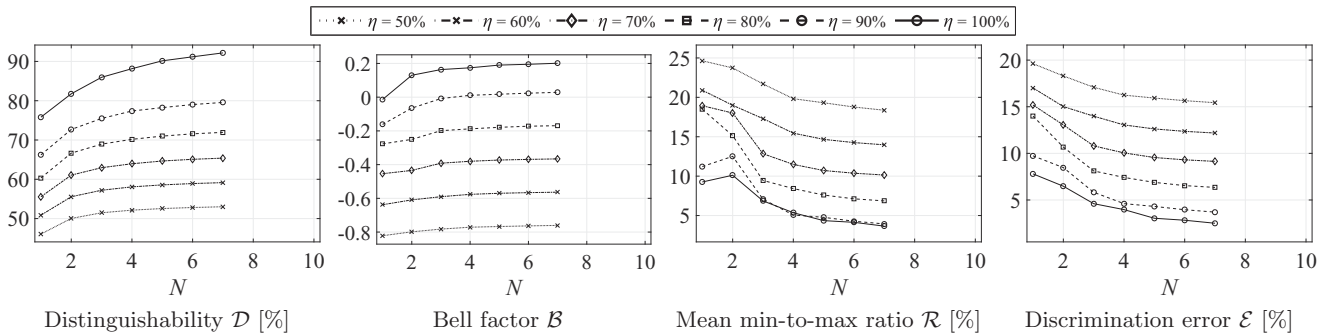 η = 50% η = 60% η = 70% η = 80% η = 90% η = 100%
90
80
70
60
50
2 4 6 8 10
N
Distinguishability 𝒟 [%]
0.2
0
-0.2
-0.4
-0.6
-0.8
2 4 6 8 10
N
Bell factor ℬ
25
20
15
10
5
2 4 6 8 10
N
Mean min-to-max ratio ℛ [%]
20
15
10
5
2 4 6 8 10
N
Discrimination error ℰ [%]